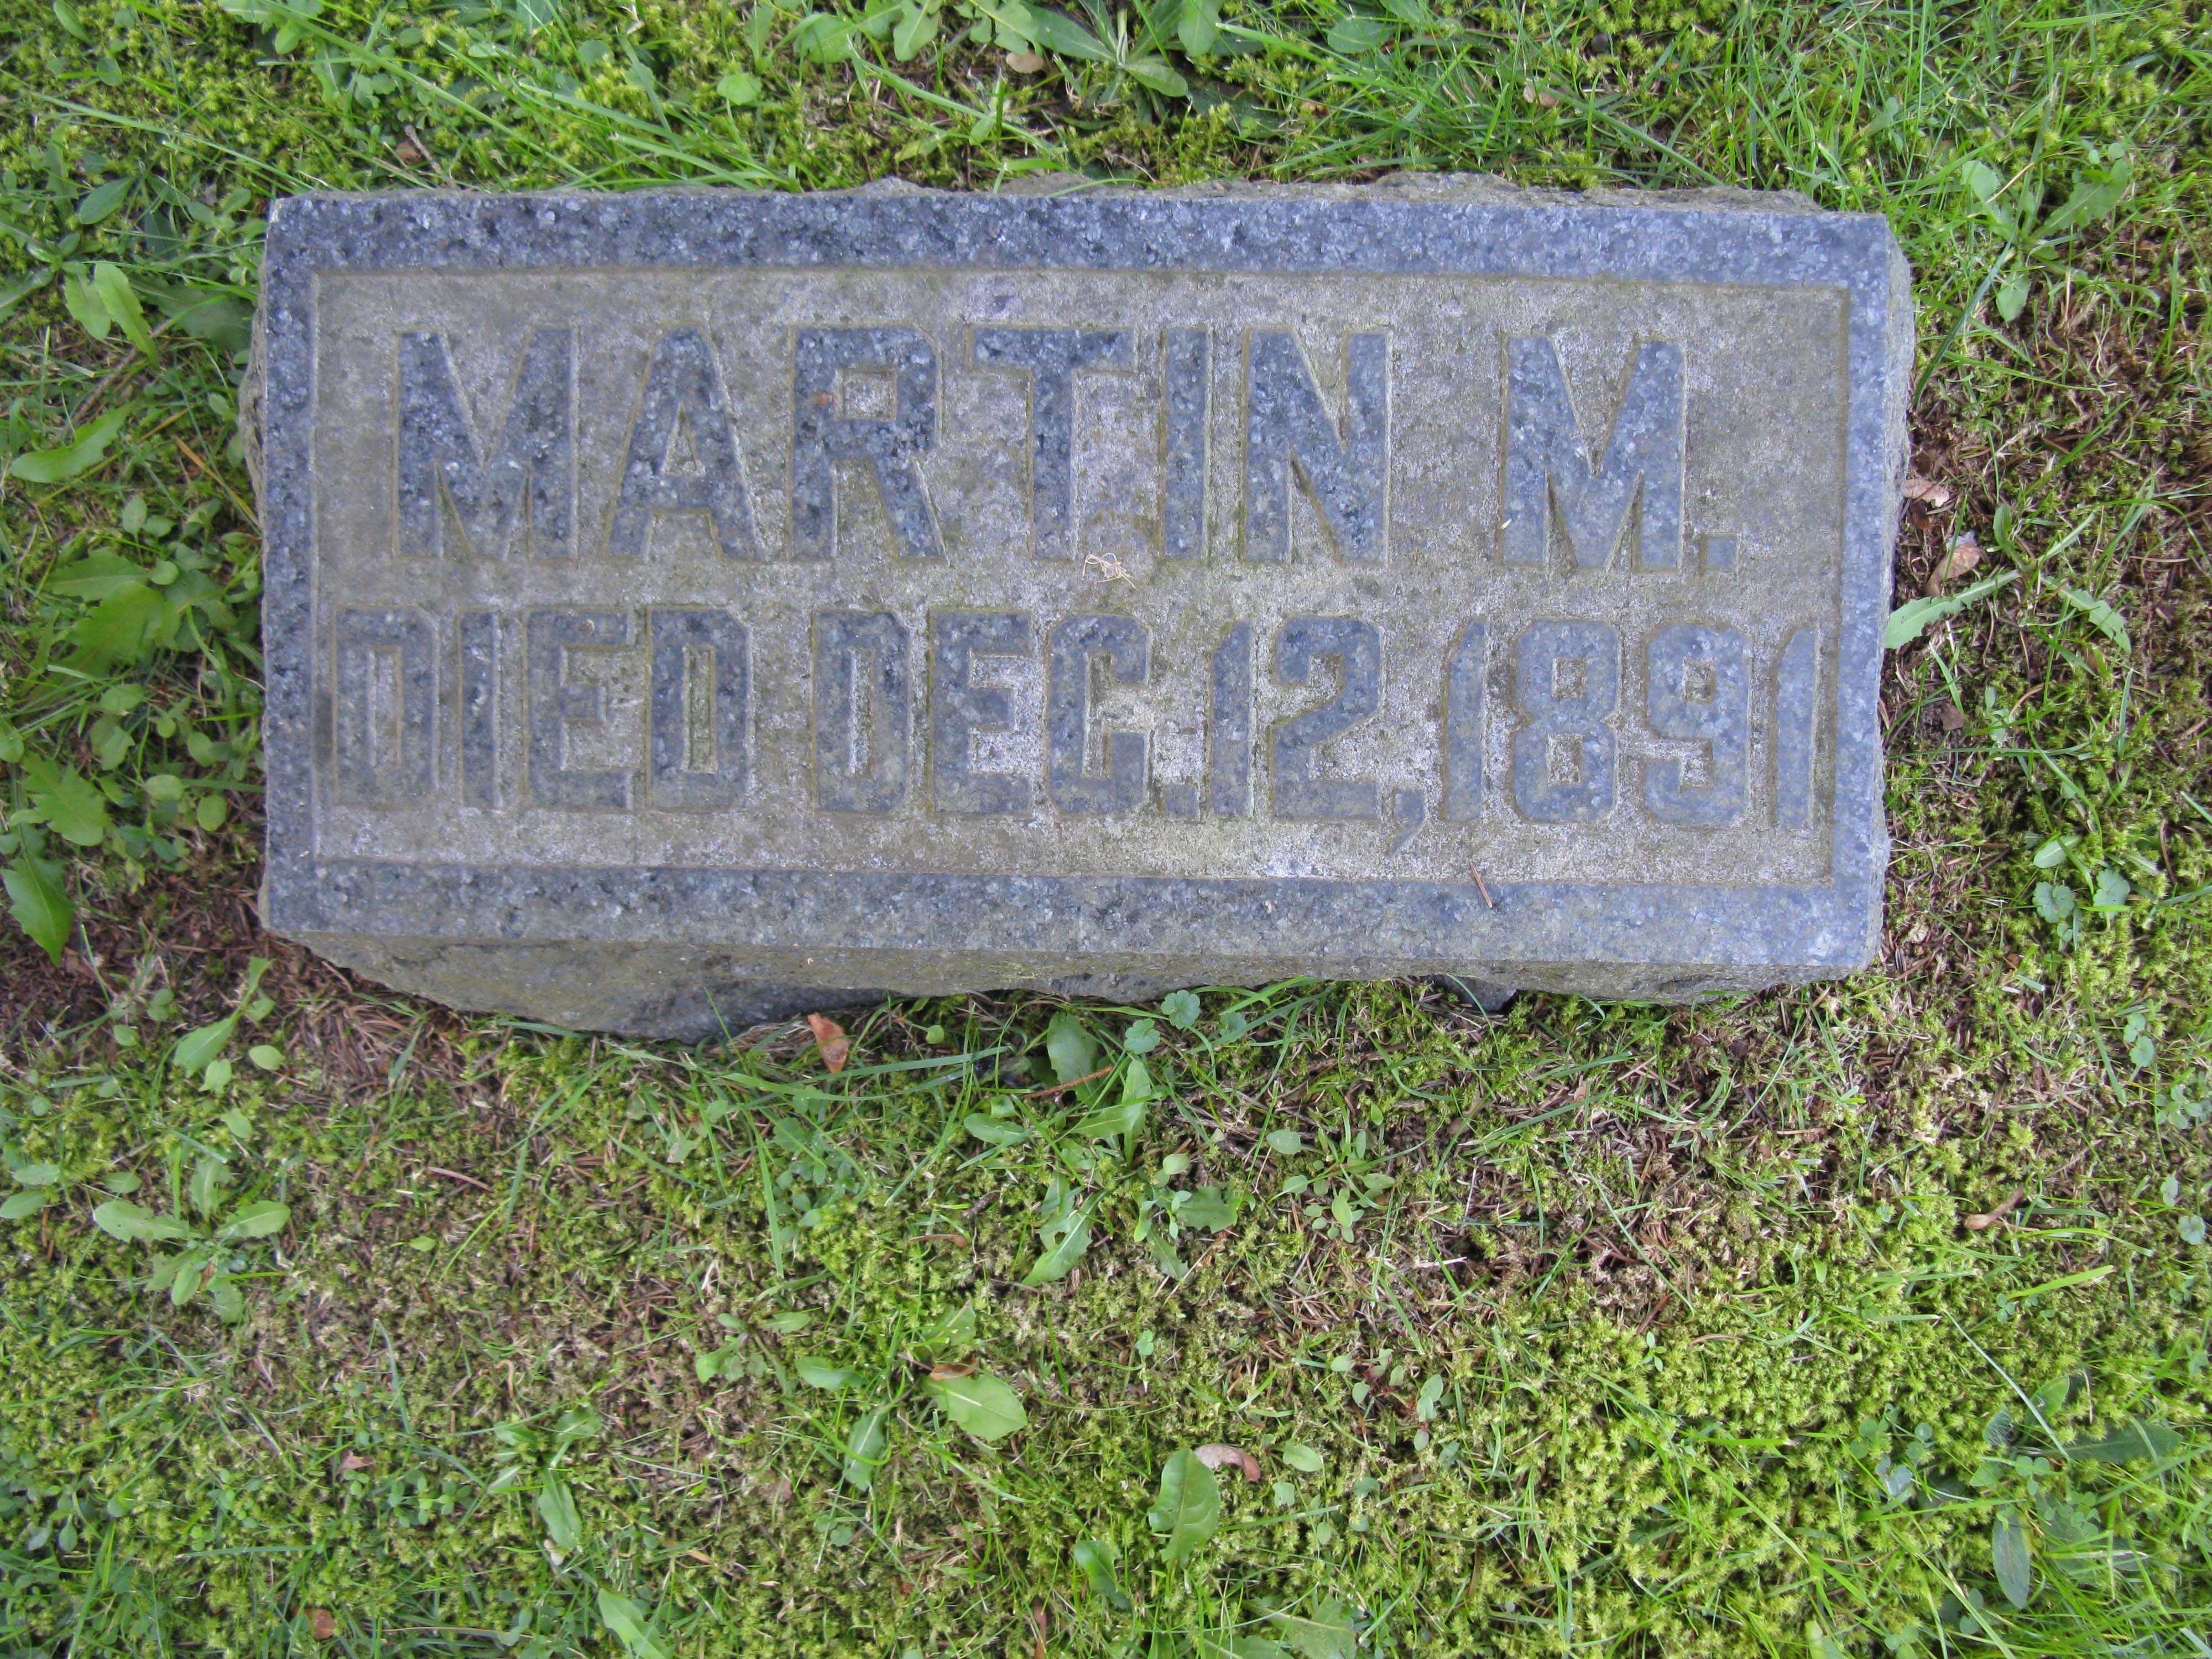 MARTIN M.
DIED DEC. 12, 1891